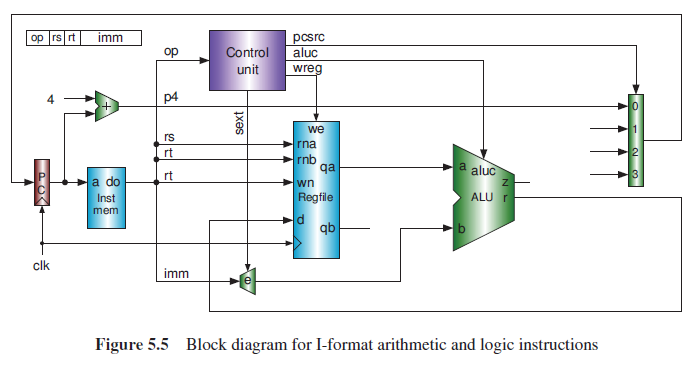 op rs rt imm
pcsrc
op
Control unit
aluc
wreg
4
+
p4
sext
0
1
2
3
rs
rt
rt
we
rna
rnb
qa
wn
Regfile
d
qb
a
aluc
z
ALU
r
b
PC
a do
Inst mem
clk
imm
e
Figure 5.5 Block diagram for I-format arithmetic and logic instructions